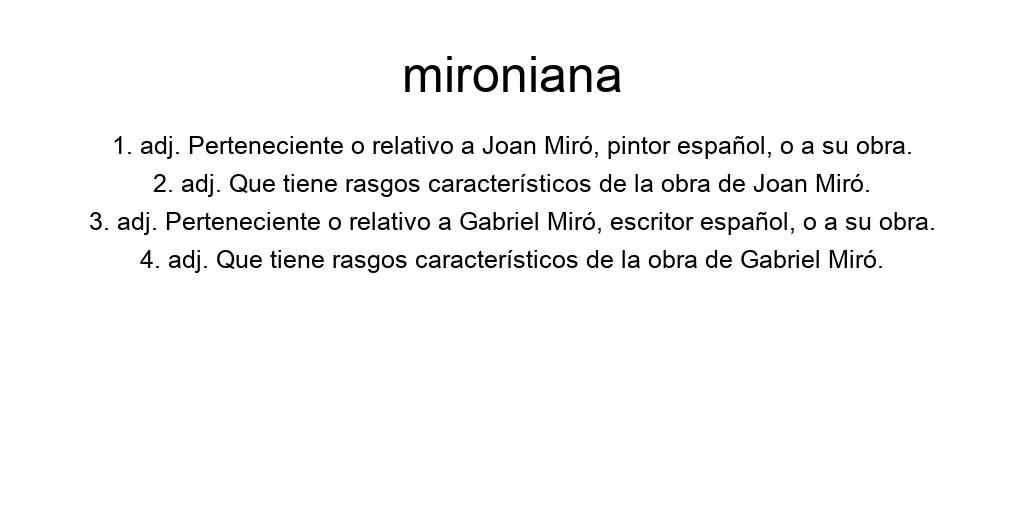 mironiana
1. adj. Perteneciente o relativo a Joan Miró, pintor español, o a su obra.
2. adj. Que tiene rasgos característicos de la obra de Joan Miró.
3. adj. Perteneciente o relativo a Gabriel Miró, escritor español, o a su obra.
4. adj. Que tiene rasgos característicos de la obra de Gabriel Miró.